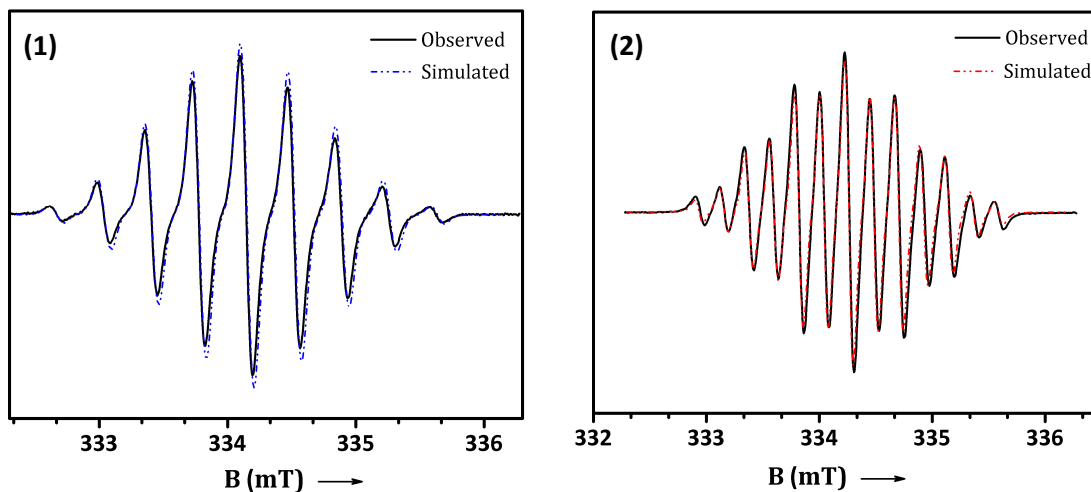 (1)
Observed
Simulated
333 334 335 336
B (mT)
(2)
Observed
Simulated
332 333 334 335 336
B (mT)